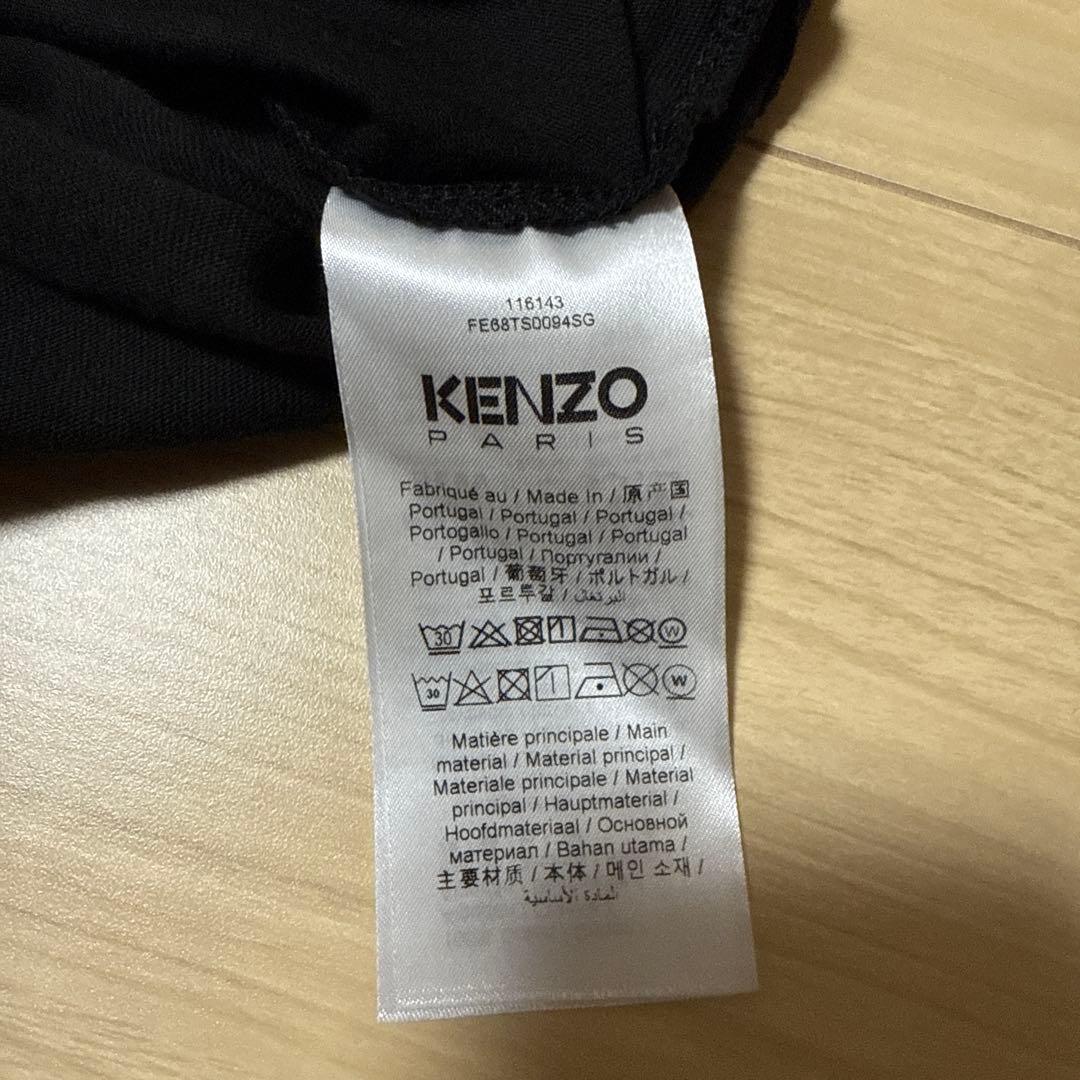 116143
FE68TS0094SG
KENZO
PARIS
Fabriqué au / Made In / 原产国
Portugal / Portugal / Portugal /
Portogallo / Portugal / Portugal
/ Portugal / Португалии /
Portugal / 葡萄牙 / ポルトガル /
포르투갈 / البرتغال
30 W
30 W
Matière principale / Main
material / Material principal /
Materiale principale / Material
principal / Hauptmaterial /
Hoofdmateriaal / Основной
материал / Bahan utama /
主要材质 / 本体 / 메인 소재 /
المادة الأساسية